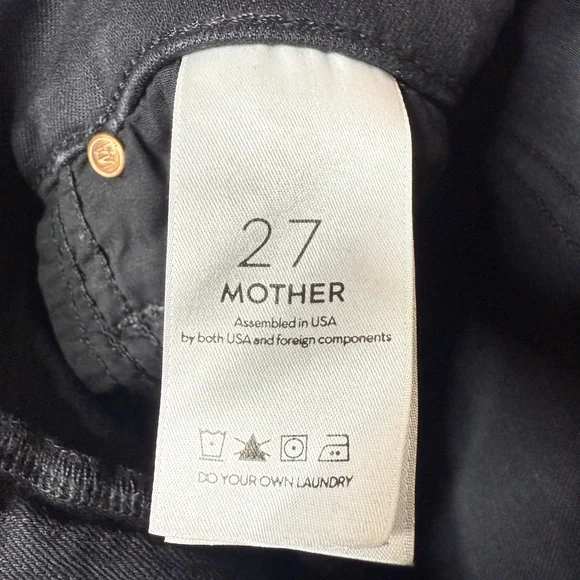 27
MOTHER
Assembled in USA
by both USA and foreign components
DO YOUR OWN LAUNDRY